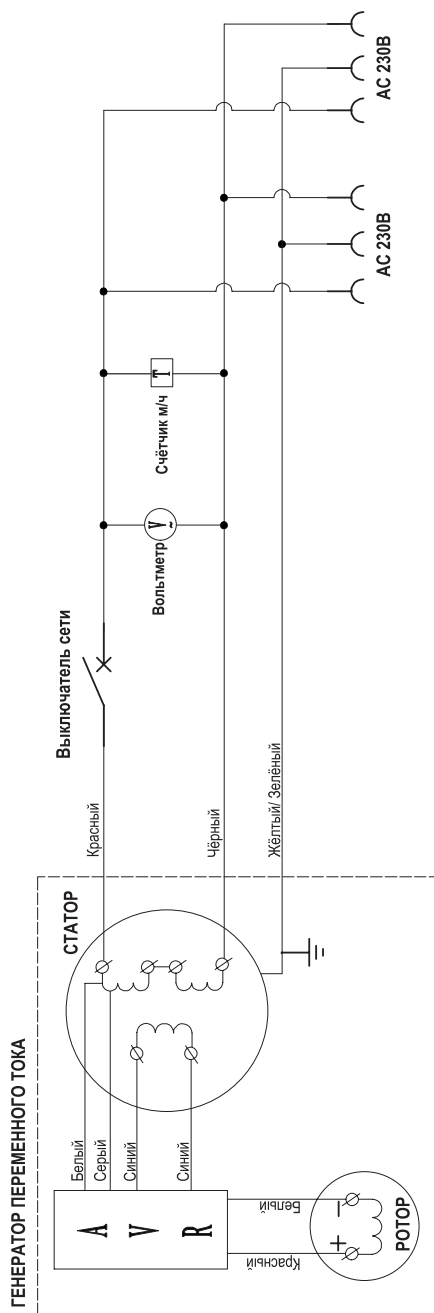 ГЕНЕРАТОР ПЕРЕМЕННОГО ТОКА
A
V
R
Белый
Серый
Синий
Синий
Красный
Белый
+
–
РОТОР
СТАТОР
Красный
Чёрный
Жёлтый/ Зелёный
Выключатель сети
Вольтметр
V
~
Счётчик м/ч
T
AC 230В
AC 230В